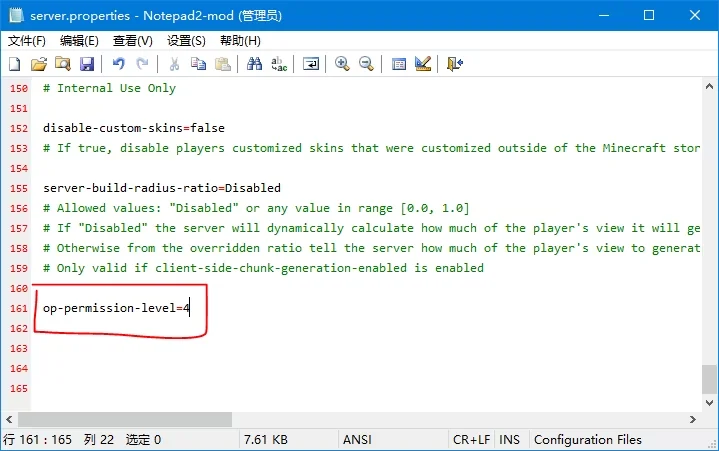 server.properties - Notepad2-mod (管理员)
文件(F) 编辑(E) 查看(V) 设置(S) 帮助(H)
150 # Internal Use Only
151
152 disable-custom-skins=false
153 # If true, disable players customized skins that were customized outside of the Minecraft stor
154
155 server-build-radius-ratio=Disabled
156 # Allowed values: "Disabled" or any value in range [0.0, 1.0]
157 # If "Disabled" the server will dynamically calculate how much of the player's view it will ge
158 # Otherwise from the overridden ratio tell the server how much of the player's view to generat
159 # Only valid if client-side-chunk-generation-enabled is enabled
160
161 op-permission-level=4
162
163
164
165
行 161 : 165 列 22 选定 0 7.61 KB ANSI CR+LF INS Configuration Files